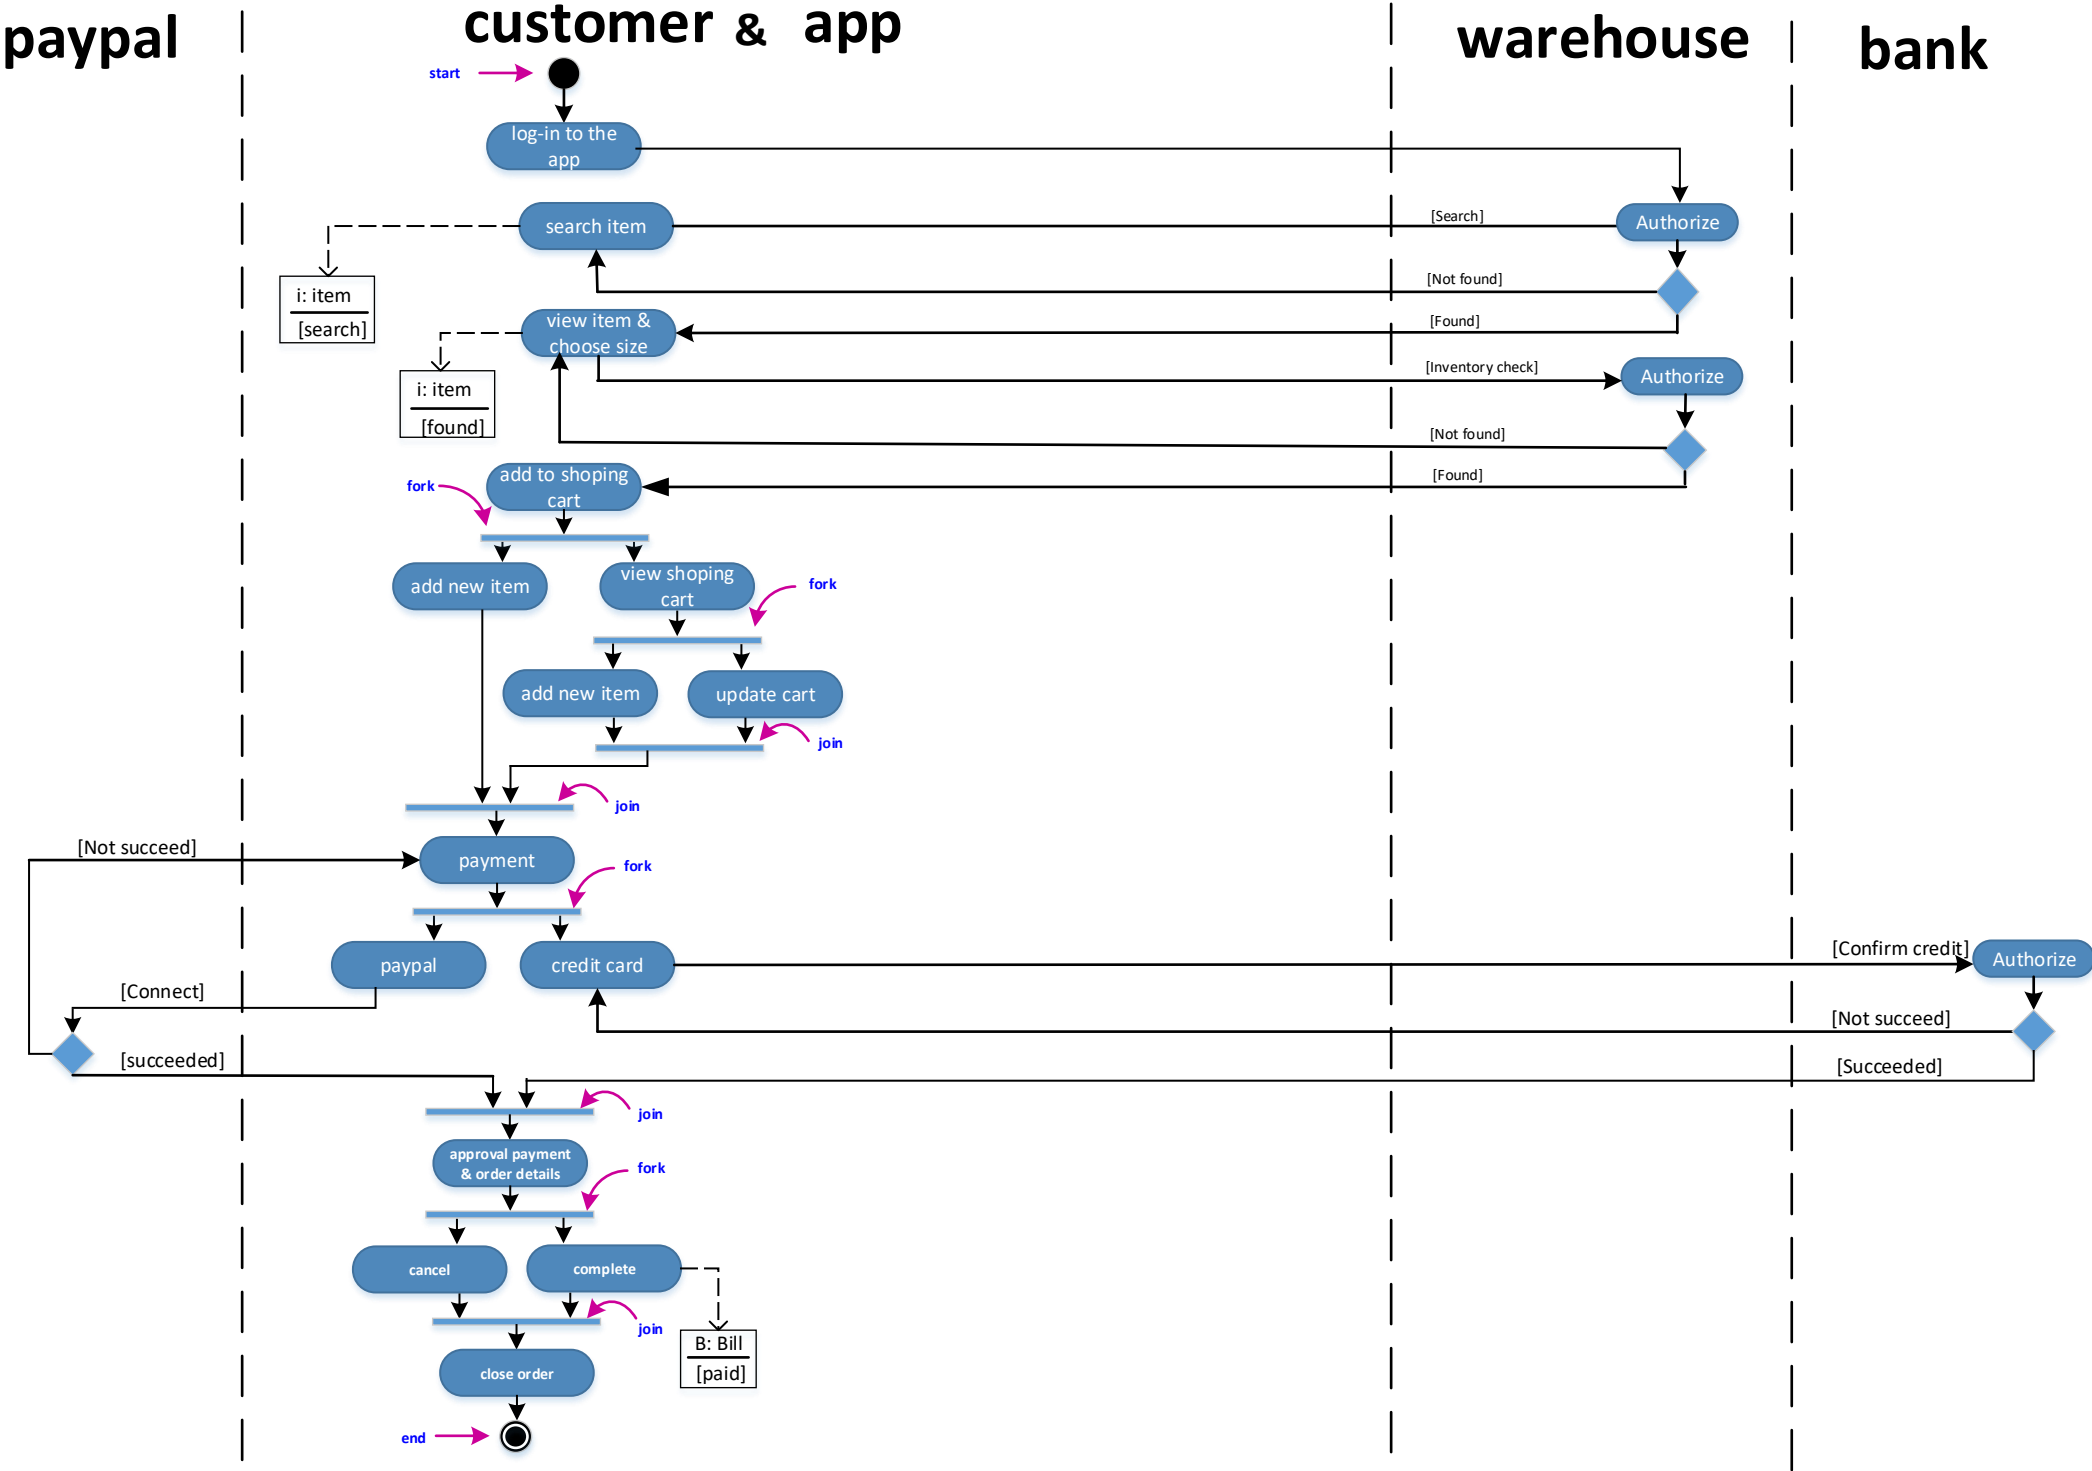 paypal
customer & app
warehouse
bank
start
log-in to the
app
search item
[Search]
Authorize
i: item
[search]
[Not found]
view item &
choose size
[Found]
i: item
[found]
[Inventory check]
Authorize
[Not found]
add to shoping
cart
[Found]
fork
add new item
view shoping
cart
fork
add new item
update cart
join
join
[Not succeed]
payment
fork
paypal
credit card
[Confirm credit]
Authorize
[Connect]
[Not succeed]
[succeeded]
[Succeeded]
join
approval payment
& order details
fork
cancel
complete
join
B: Bill
[paid]
close order
end